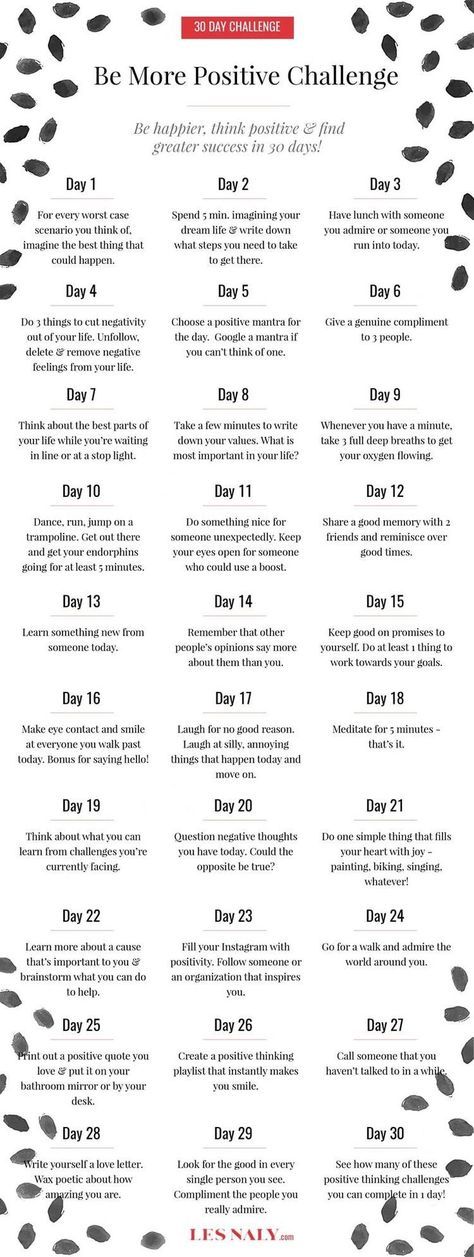 30 DAY CHALLENGE
Be More Positive Challenge
Be happier, think positive & find
greater success in 30 days!
Day 1
For every worst case
scenario you think of,
imagine the best thing that
could happen.
Day 2
Spend 5 min. imagining your
dream life & write down
what steps you need to take
to get there.
Day 3
Have lunch with someone
you admire or someone you
run into today.
Day 4
Do 3 things to cut negativity
out of your life. Unfollow,
delete & remove negative
feelings from your life.
Day 5
Choose a positive mantra for
the day. Google a mantra if
you can't think of one.
Day 6
Give a genuine compliment
to 3 people.
Day 7
Think about the best parts of
your life while you're waiting
in line or at a stop light.
Day 8
Take a few minutes to write
down your values. What is
most important in your life?
Day 9
Whenever you have a minute,
take 3 full deep breaths to get
your oxygen flowing.
Day 10
Dance, run, jump on a
trampoline. Get out there
and get your endorphins
going for at least 5 minutes.
Day 11
Do something nice for
someone unexpectedly. Keep
your eyes open for someone
who could use a boost.
Day 12
Share a good memory with 2
friends and reminisce over
good times.
Day 13
Learn something new from
someone today.
Day 14
Remember that other
people's opinions say more
about them than you.
Day 15
Keep good on promises to
yourself. Do at least 1 thing to
work towards your goals.
Day 16
Make eye contact and smile
at everyone you walk past
today. Bonus for saying hello!
Day 17
Laugh for no good reason.
Laugh at silly, annoying
things that happen today and
move on.
Day 18
Meditate for 5 minutes -
that's it.
Day 19
Think about what you can
learn from challenges you're
currently facing.
Day 20
Question negative thoughts
you have today. Could the
opposite be true?
Day 21
Do one simple thing that fills
your heart with joy -
painting, biking, singing,
whatever!
Day 22
Learn more about a cause
that's important to you &
brainstorm what you can do
to help.
Day 23
Fill your Instagram with
positivity. Follow someone or
an organization that inspires
you.
Day 24
Go for a walk and admire the
world around you.
Day 25
Print out a positive quote you
love & put it on your
bathroom mirror or by your
desk.
Day 26
Create a positive thinking
playlist that instantly makes
you smile.
Day 27
Call someone that you
haven't talked to in a while.
Day 28
Write yourself a love letter.
Wax poetic about how
amazing you are.
Day 29
Look for the good in every
single person you see.
Compliment the people you
really admire.
Day 30
See how many of these
positive thinking challenges
you can complete in 1 day!
LES NALY.com